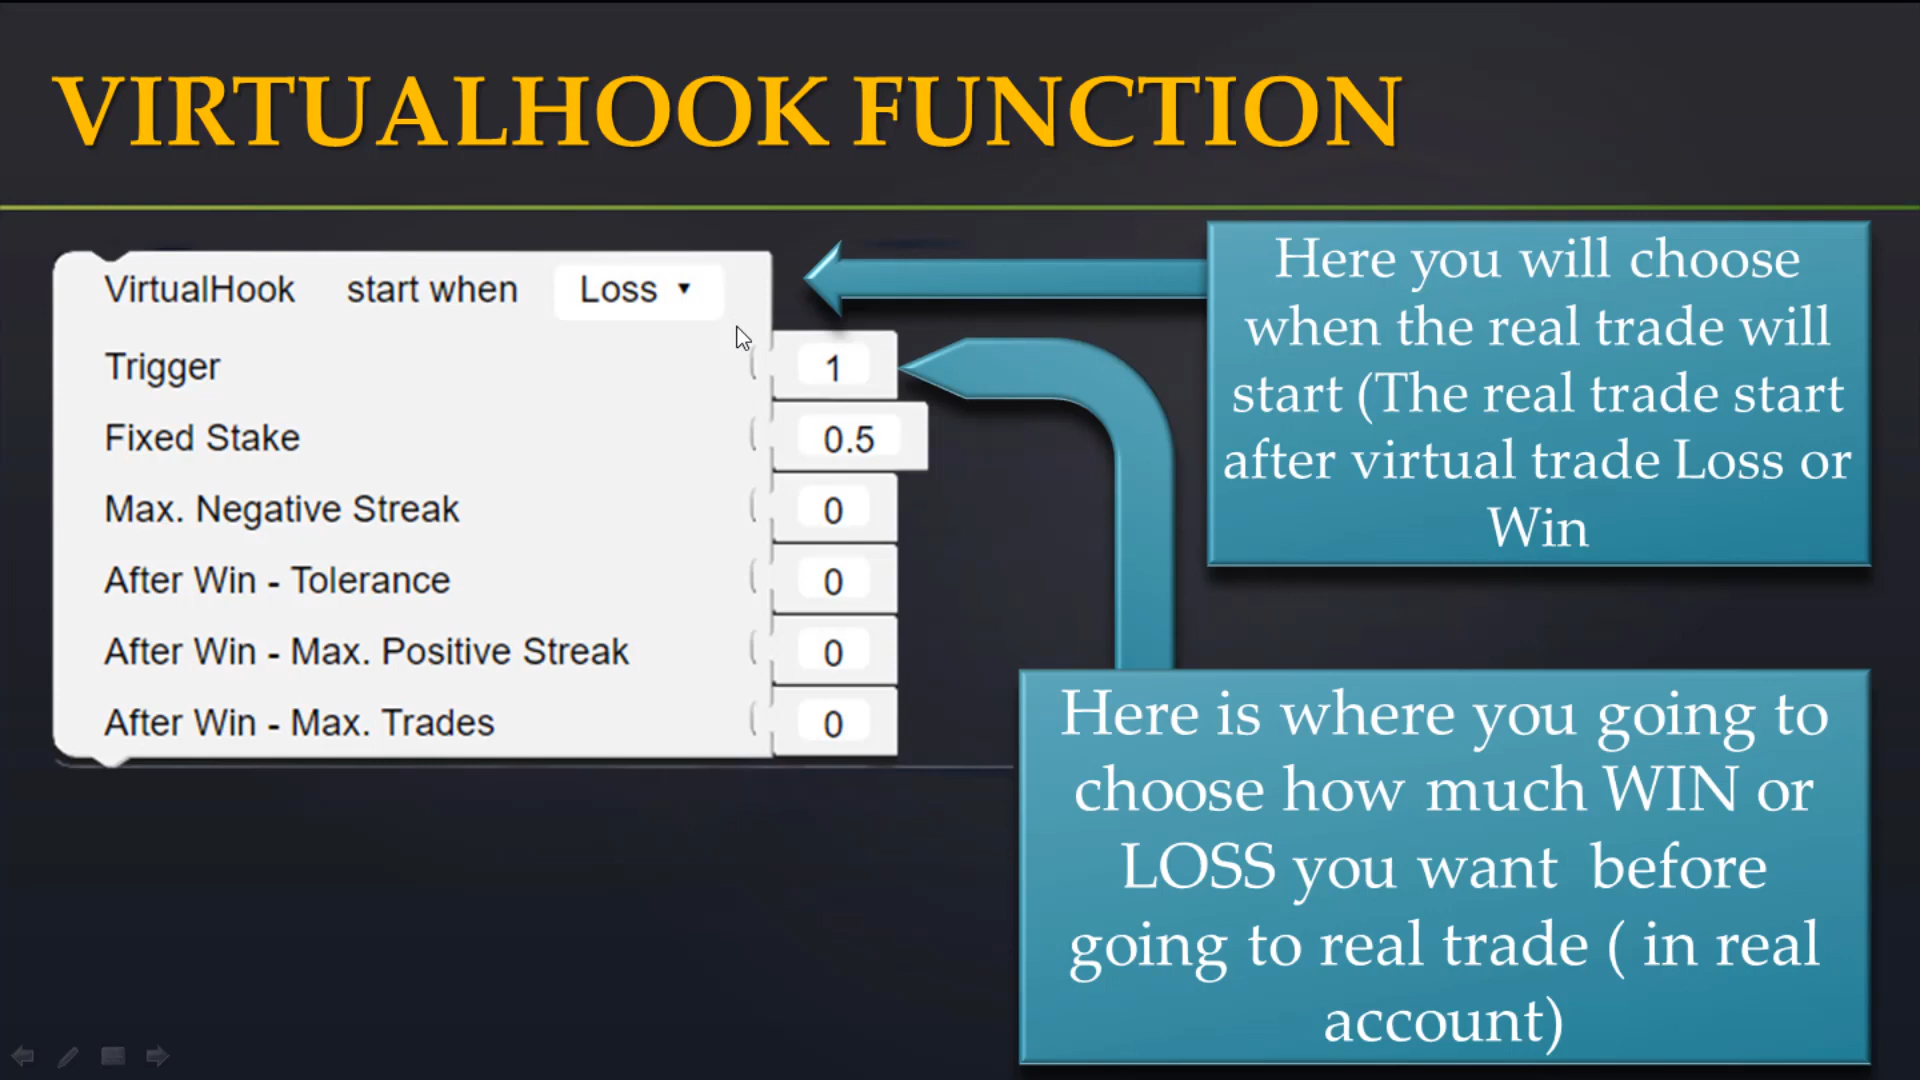 VIRTUALHOOK FUNCTION
VirtualHook start when Loss
Trigger 1
Fixed Stake 0.5
Max. Negative Streak 0
After Win - Tolerance 0
After Win - Max. Positive Streak 0
After Win - Max. Trades 0
Here you will choose
when the real trade will
start (The real trade start
after virtual trade Loss or
Win
Here is where you going to
choose how much WIN or
LOSS you want before
going to real trade ( in real
account)